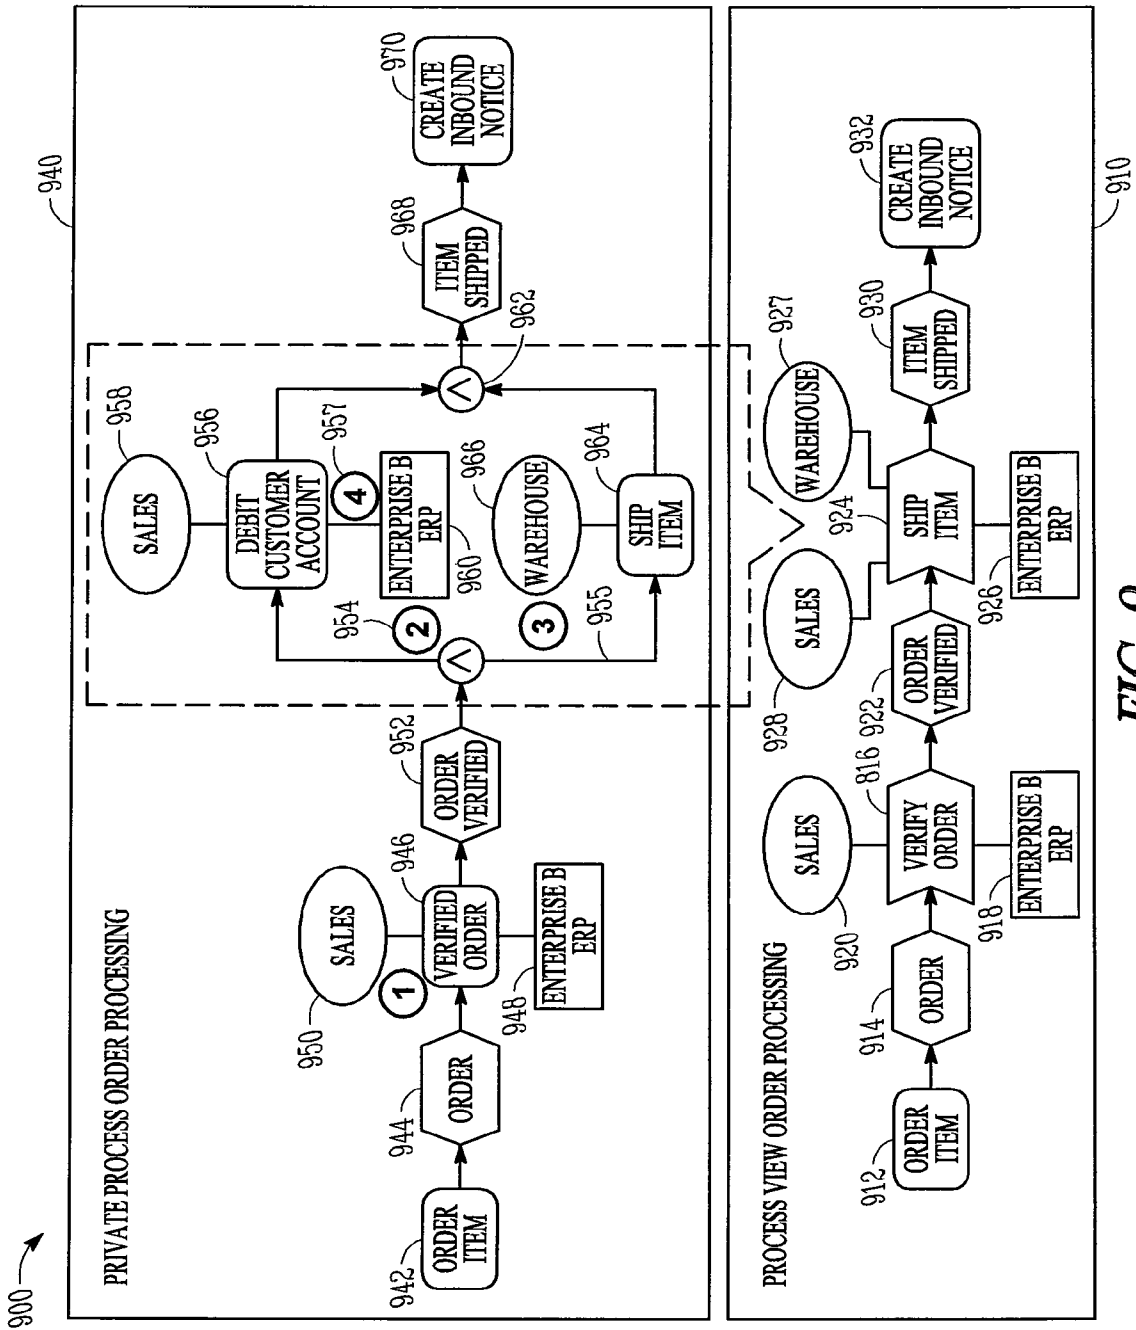 900
940
PRIVATE PROCESS ORDER PROCESSING
942
ORDER
ITEM
944
ORDER
950
SALES
1
946
VERIFIED
ORDER
948
ENTERPRISE B
ERP
952
ORDER
VERIFIED
954
2
3
955
958
SALES
956
DEBIT
CUSTOMER
ACCOUNT
4
957
ENTERPRISE B
ERP
960
WAREHOUSE
966
SHIP
ITEM
964
962
968
ITEM
SHIPPED
970
CREATE
INBOUND
NOTICE
910
PROCESS VIEW ORDER PROCESSING
912
ORDER
ITEM
914
ORDER
920
SALES
816
VERIFY
ORDER
918
ENTERPRISE B
ERP
922
ORDER
VERIFIED
928
SALES
WAREHOUSE
927
924
SHIP
ITEM
926
ENTERPRISE B
ERP
930
ITEM
SHIPPED
932
CREATE
INBOUND
NOTICE